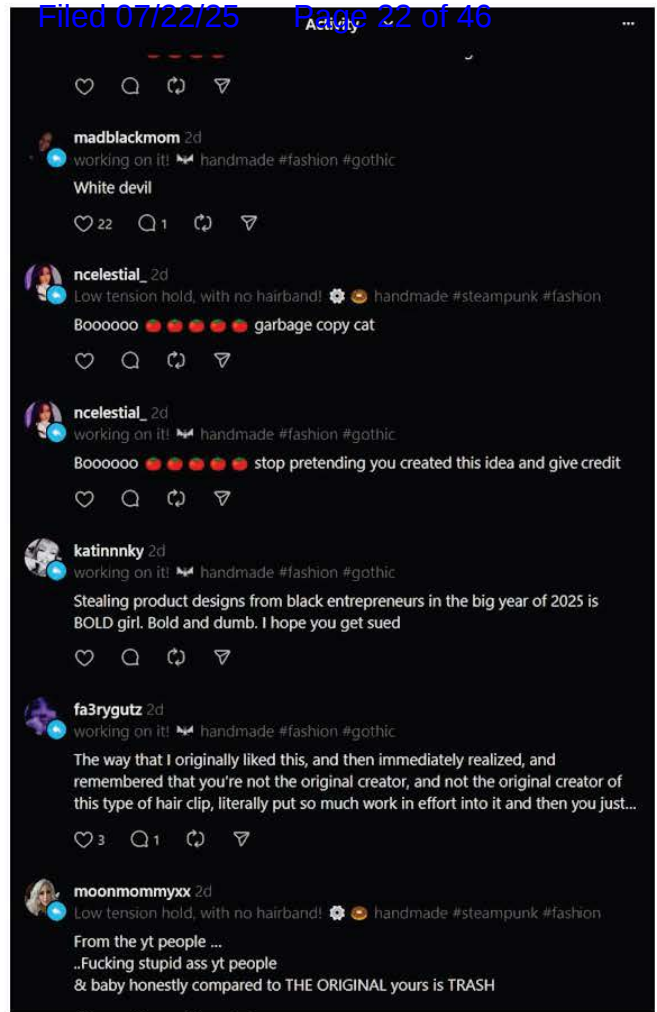 Filed 07/22/25 Page 22 of 46
Activity
madblackmom 2d
working on it! 🦇 handmade #fashion #gothic
White devil
22 1
ncelestial_ 2d
Low tension hold, with no hairband! ⚙️ 🍩 handmade #steampunk #fashion
Boooooo 🍅 🍅 🍅 🍅 🍅 garbage copy cat
ncelestial_ 2d
working on it! 🦇 handmade #fashion #gothic
Boooooo 🍅 🍅 🍅 🍅 🍅 stop pretending you created this idea and give credit
katinnnky 2d
working on it! 🦇 handmade #fashion #gothic
Stealing product designs from black entrepreneurs in the big year of 2025 is
BOLD girl. Bold and dumb. I hope you get sued
fa3rygutz 2d
working on it! 🦇 handmade #fashion #gothic
The way that I originally liked this, and then immediately realized, and
remembered that you're not the original creator, and not the original creator of
this type of hair clip, literally put so much work in effort into it and then you just...
3 1
moonmommyxx 2d
Low tension hold, with no hairband! ⚙️ 🍩 handmade #steampunk #fashion
From the yt people ...
..Fucking stupid ass yt people
& baby honestly compared to THE ORIGINAL yours is TRASH